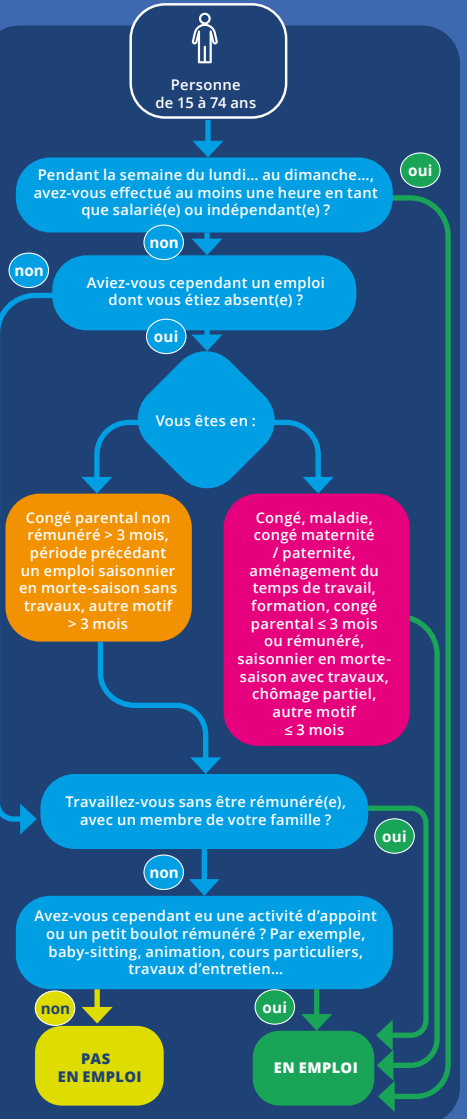 Personne
de 15 à 74 ans
Pendant la semaine du lundi... au dimanche...,
avez-vous effectué au moins une heure en tant
que salarié(e) ou indépendant(e) ?
oui
non
non
Aviez-vous cependant un emploi
dont vous étiez absent(e) ?
oui
Vous êtes en :
Congé parental non
rémunéré > 3 mois,
période précédant
un emploi saisonnier
en morte-saison sans
travaux, autre motif
> 3 mois
Congé, maladie,
congé maternité
/ paternité,
aménagement du
temps de travail,
formation, congé
parental ≤ 3 mois
ou rémunéré,
saisonnier en morte-
saison avec travaux,
chômage partiel,
autre motif
≤ 3 mois
Travaillez-vous sans être rémunéré(e),
avec un membre de votre famille ?
oui
non
Avez-vous cependant eu une activité d'appoint
ou un petit boulot rémunéré ? Par exemple,
baby-sitting, animation, cours particuliers,
travaux d'entretien...
non
oui
PAS
EN EMPLOI
EN EMPLOI